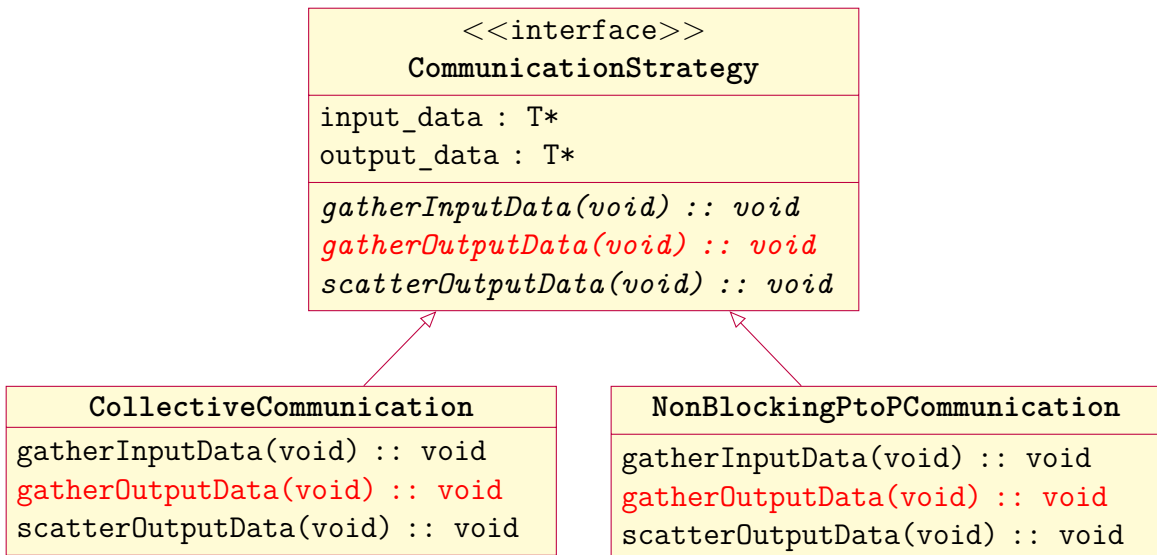 <<interface>>
CommunicationStrategy
input_data : T*
output_data : T*
gatherInputData(void) :: void
gatherOutputData(void) :: void
scatterOutputData(void) :: void
CollectiveCommunication
gatherInputData(void) :: void
gatherOutputData(void) :: void
scatterOutputData(void) :: void
NonBlockingPtoPCommunication
gatherInputData(void) :: void
gatherOutputData(void) :: void
scatterOutputData(void) :: void